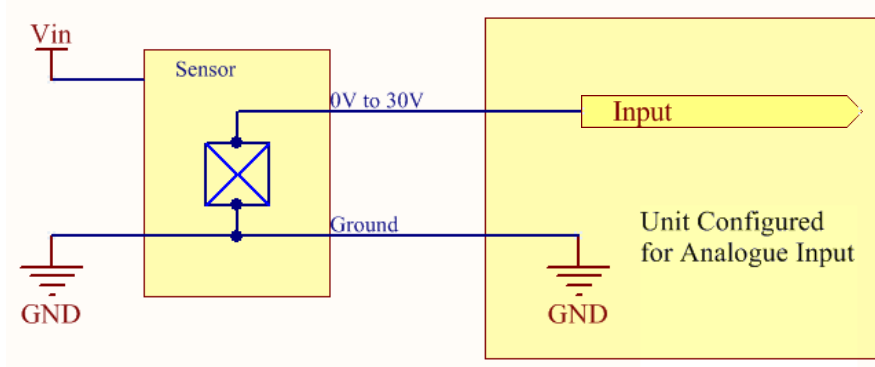 Vin
Sensor
0V to 30V
Input
Ground
Unit Configured
for Analogue Input
GND
GND